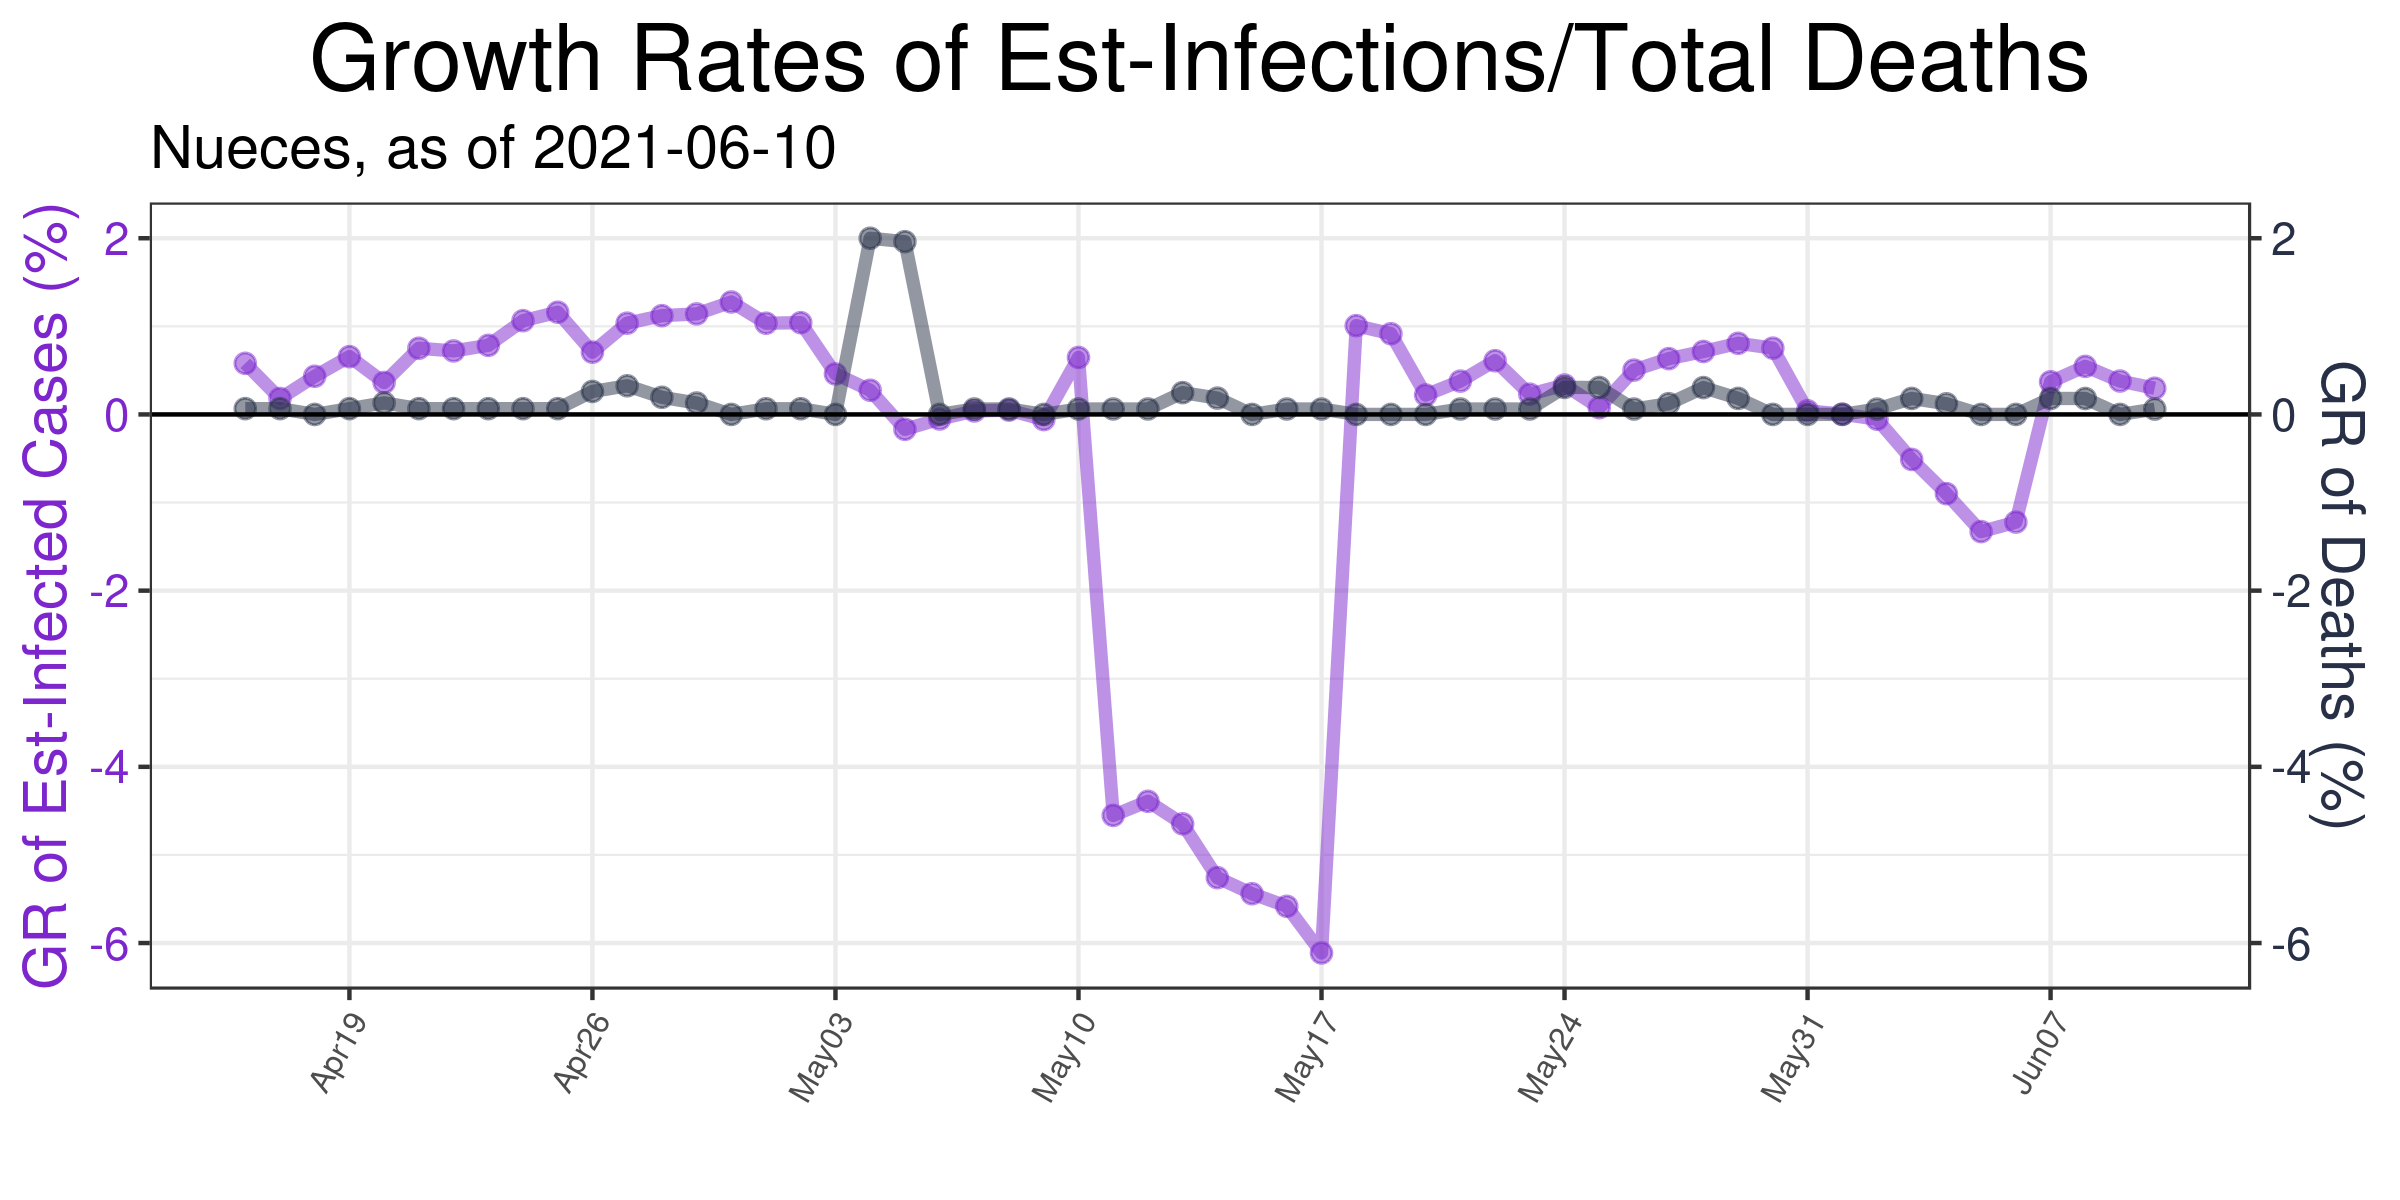 Growth Rates of Est-Infections/Total Deaths
Nueces, as of 2021-06-10
GR of Est-Infected Cases (%)
2
0
-2
-4
-6
2
0
-2
-4
-6
GR of Deaths (%)
Apr19
Apr26
May03
May10
May17
May24
May31
Jun07